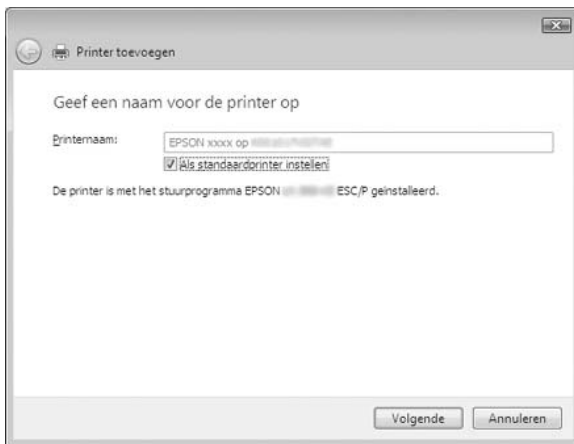 Printer toevoegen
Geef een naam voor de printer op
Printernaam:
EPSON xxxx op
Als standaardprinter instellen
De printer is met het stuurprogramma EPSON ESC/P geinstalleerd.
Volgende
Annuleren